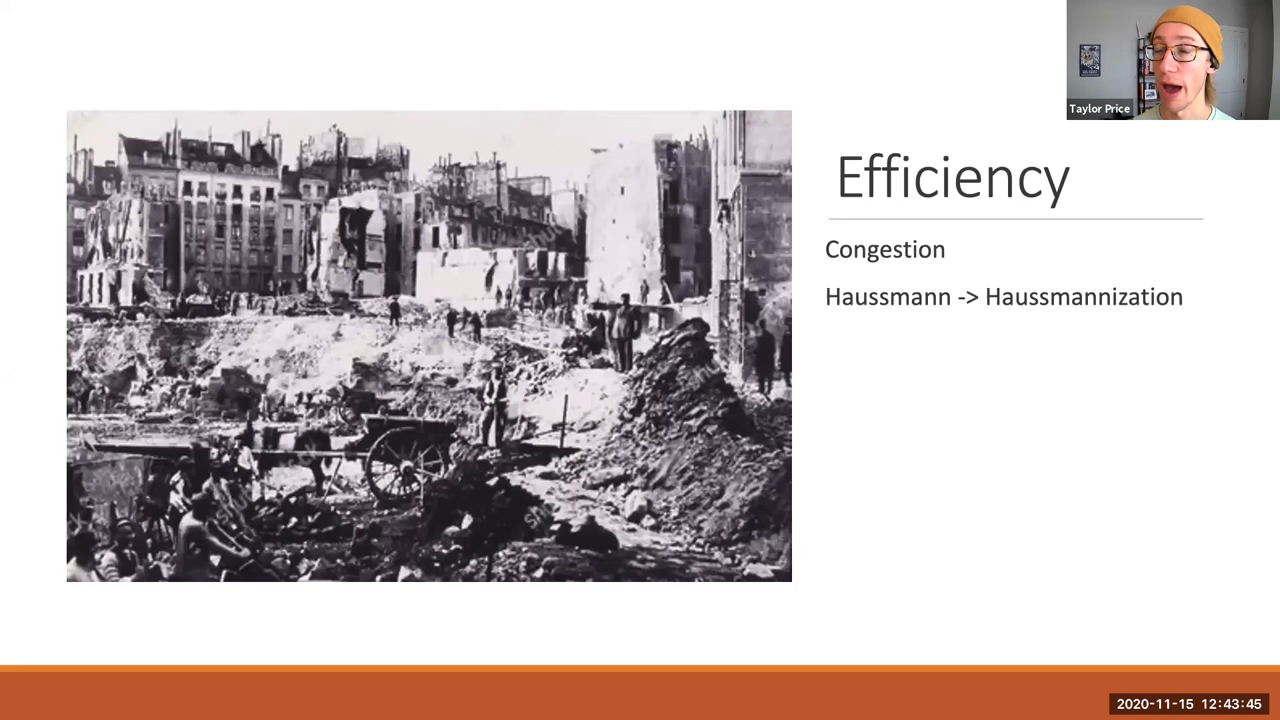 Taylor Price
Efficiency
Congestion
Haussmann -> Haussmannization
2020-11-15 12:43:45